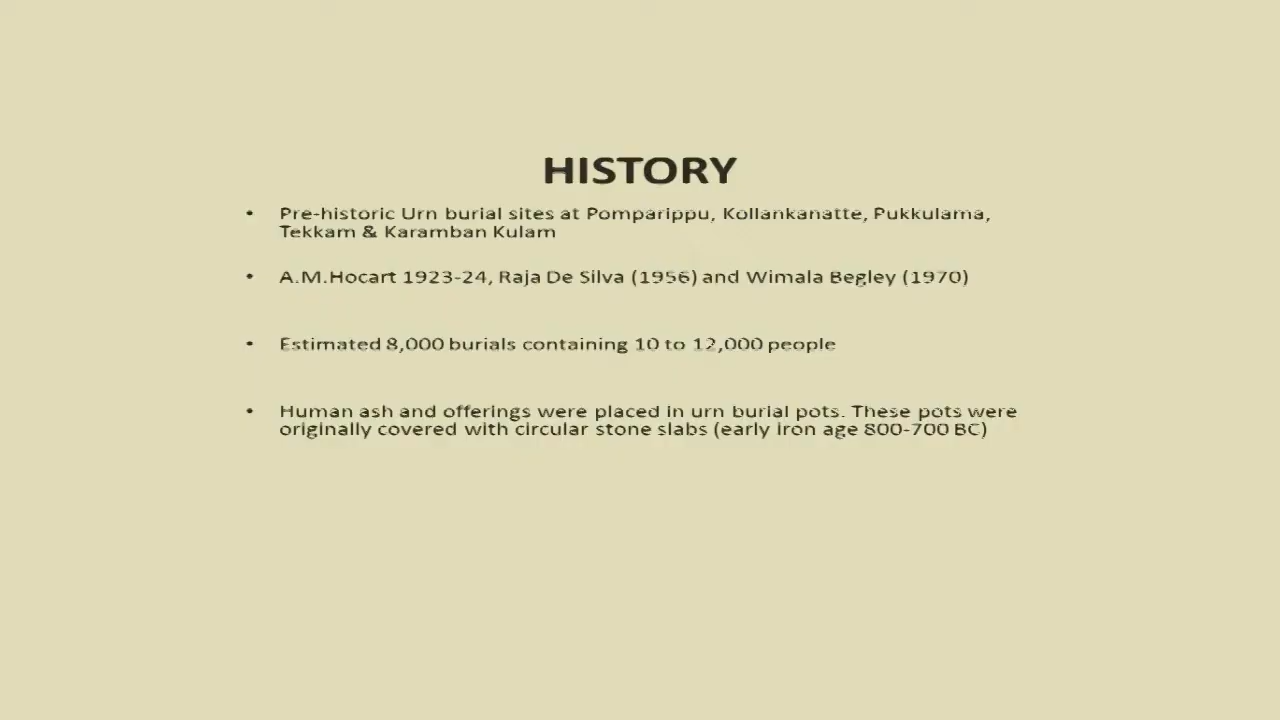 HISTORY
• Pre-historic Urn burial sites at Pomparippu, Kollankanatte, Pukkulama,
Tekkam & Karamban Kulam
• A.M.Hocart 1923-24, Raja De Silva (1956) and Wimala Begley (1970)
• Estimated 8,000 burials containing 10 to 12,000 people
• Human ash and offerings were placed in urn burial pots. These pots were
originally covered with circular stone slabs (early iron age 800-700 BC)